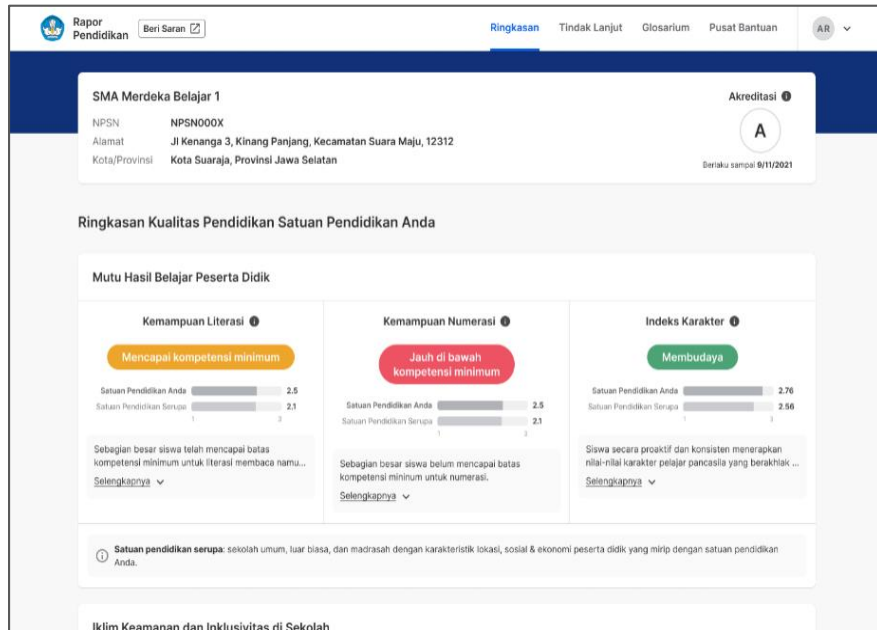 Rapor
Pendidikan
Beri Saran
Ringkasan
Tindak Lanjut
Glosarium
Pusat Bantuan
AR
SMA Merdeka Belajar 1
Akreditasi
NPSN NPSN000X
A
Alamat Jl Kenanga 3, Kinang Panjang, Kecamatan Suara Maju, 12312
Kota/Provinsi Kota Suaraja, Provinsi Jawa Selatan
Berlaku sampai 9/11/2021
Ringkasan Kualitas Pendidikan Satuan Pendidikan Anda
Mutu Hasil Belajar Peserta Didik
Kemampuan Literasi
Mencapai kompetensi minimum
Satuan Pendidikan Anda 2.5
Satuan Pendidikan Serupa 2.1
1 3
Sebagian besar siswa telah mencapai batas
kompetensi minimum untuk literasi membaca namu...
Selengkapnya
Kemampuan Numerasi
Jauh di bawah
kompetensi minimum
Satuan Pendidikan Anda 2.5
Satuan Pendidikan Serupa 2.1
1 3
Sebagian besar siswa belum mencapai batas
kompetensi mininum untuk numerasi.
Selengkapnya
Indeks Karakter
Membudaya
Satuan Pendidikan Anda 2.76
Satuan Pendidikan Serupa 2.56
1 3
Siswa secara proaktif dan konsisten menerapkan
nilai-nilai karakter pelajar pancasila yang berakhlak ...
Selengkapnya
Satuan pendidikan serupa: sekolah umum, luar biasa, dan madrasah dengan karakteristik lokasi, sosial & ekonomi peserta didik yang mirip dengan satuan pendidikan
Anda.
Iklim Keamanan dan Inklusivitas di Sekolah